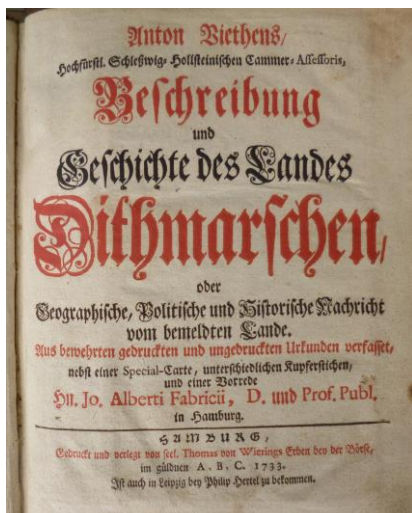 Anton Viethens/
Hochfürstl. Schleßwig-Hollsteinischen Cammer-Assessoris,
Beschreibung
und
Geschichte des Landes
Dithmarschen,
oder
Geographische, Politische und Historische Nachricht
vom bemeldten Lande.
Aus bewehrten gedruckten und ungedruckten Urkunden verfasset,
nebst einer Special-Carte, unterschiedlichen Kupferstichen,
und einer Vorrede
Hn. Jo. Alberti Fabricii, D. und Prof. Publ.
in Hamburg.
HAMBURG,
Gedruckt und verlegt von seel. Thomas von Wierings Erben bey der Börse,
im güldnen A, B, C. 1733.
Ist auch in Leipzig bey Philip Hertel zu bekommen.